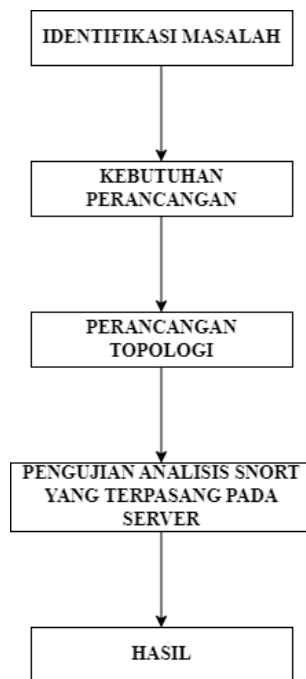 IDENTIFIKASI MASALAH
KEBUTUHAN
PERANCANGAN
PERANCANGAN
TOPOLOGI
PENGUJIAN ANALISIS SNORT
YANG TERPASANG PADA
SERVER
HASIL